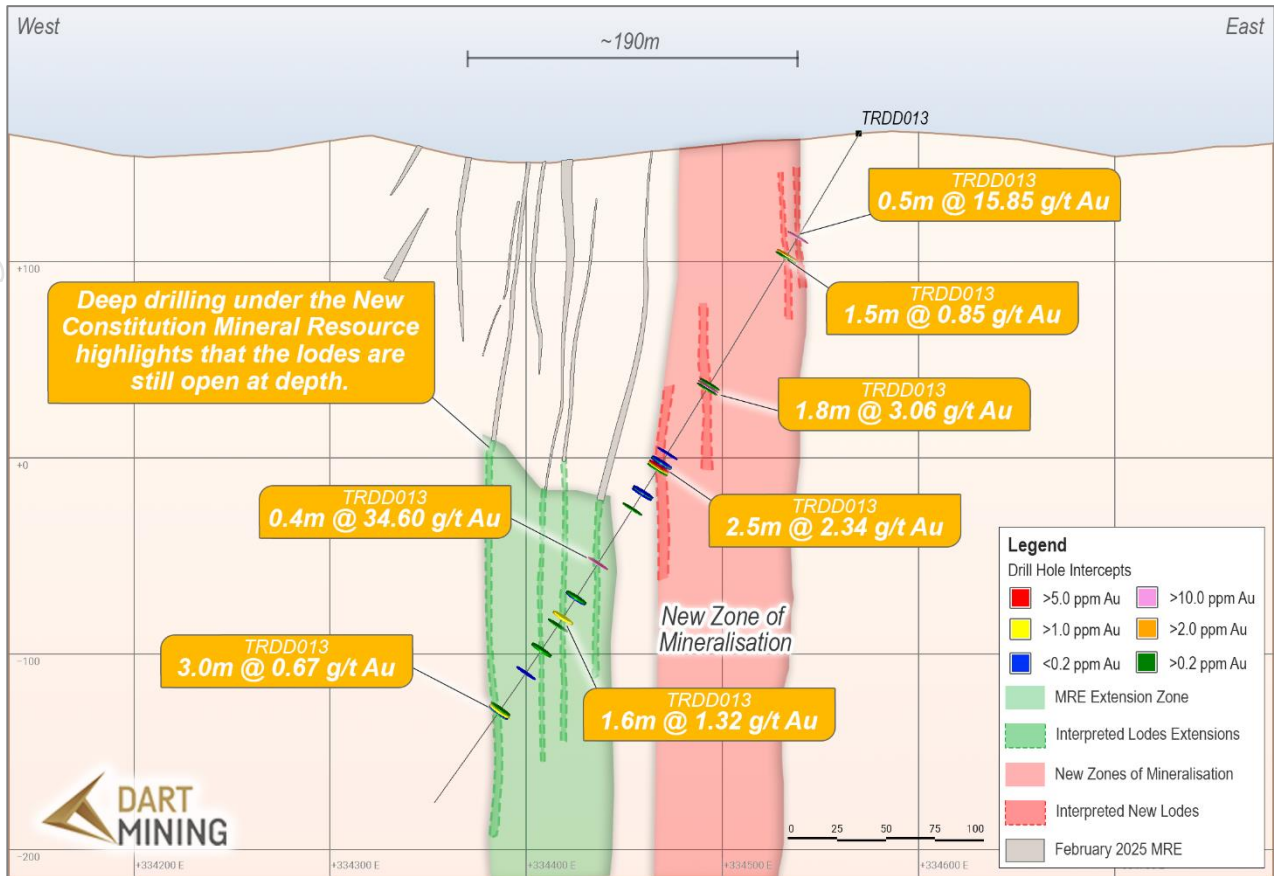 West
East
~190m
TRDD013
TRDD013
0.5m @ 15.85 g/t Au
+100
TRDD013
1.5m @ 0.85 g/t Au
Deep drilling under the New
Constitution Mineral Resource
highlights that the lodes are
still open at depth.
TRDD013
1.8m @ 3.06 g/t Au
+0
TRDD013
0.4m @ 34.60 g/t Au
TRDD013
2.5m @ 2.34 g/t Au
New Zone of
Mineralisation
-100
TRDD013
3.0m @ 0.67 g/t Au
TRDD013
1.6m @ 1.32 g/t Au
Legend
Drill Hole Intercepts
>5.0 ppm Au >10.0 ppm Au
>1.0 ppm Au >2.0 ppm Au
<0.2 ppm Au >0.2 ppm Au
MRE Extension Zone
Interpreted Lodes Extensions
New Zones of Mineralisation
Interpreted New Lodes
February 2025 MRE
DART
MINING
0 25 50 75 100
-200
+334200 E +334300 E +334400 E +334500 E +334600 E